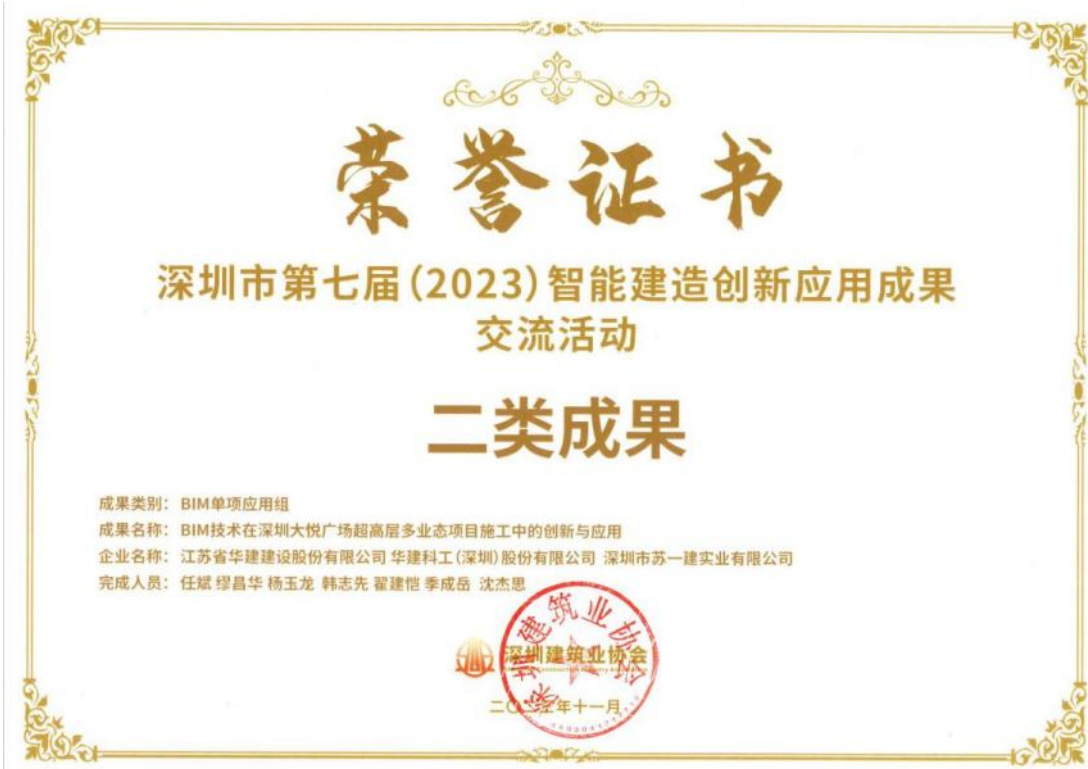 荣誉证书
深圳市第七届(2023)智能建造创新应用成果
交流活动
二类成果
成果类别: BIM单项应用组
成果名称: BIM技术在深圳大悦广场超高层多业态项目施工中的创新与应用
企业名称: 江苏省华建建设股份有限公司 华建科工(深圳)股份有限公司 深圳市苏一建实业有限公司
完成人员: 任斌 缪昌华 杨玉龙 韩志先 翟建恺 季成岳 沈杰思
深圳建筑业协会
深圳建筑业协会
年十一月